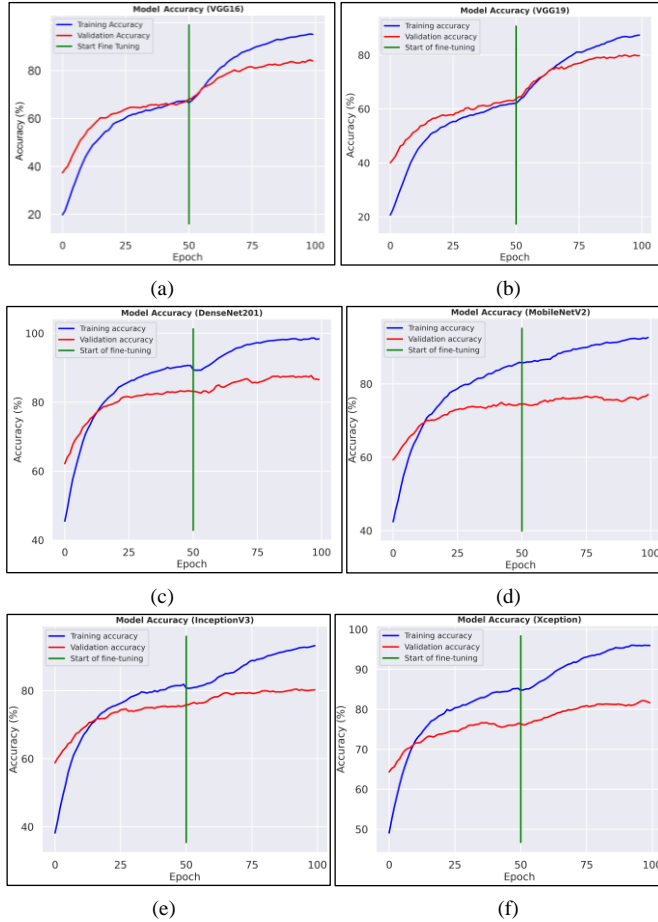 Model Accuracy (VGG16)
Training Accuracy
Validation Accuracy
Start Fine Tuning
Accuracy (%)
80
60
40
20
0
25
50
75
100
Epoch
(a)
Model Accuracy (VGG19)
Training Accuracy
Validation Accuracy
Start of fine-tuning
Accuracy (%)
80
60
40
20
0
25
50
75
100
Epoch
(b)
Model Accuracy (DenseNet201)
Training accuracy
Validation accuracy
Start of fine-tuning
Accuracy (%)
100
80
60
40
0
25
50
75
100
Epoch
(c)
Model Accuracy (MobileNetV2)
Training accuracy
Validation accuracy
Start of fine-tuning
Accuracy (%)
80
60
40
0
25
50
75
100
Epoch
(d)
Model Accuracy (InceptionV3)
Training accuracy
Validation accuracy
Start of fine-tuning
Accuracy (%)
80
60
40
0
25
50
75
100
Epoch
(e)
Model Accuracy (Xception)
Training accuracy
Validation accuracy
Start of fine-tuning
Accuracy (%)
100
90
80
70
60
50
0
25
50
75
100
Epoch
(f)